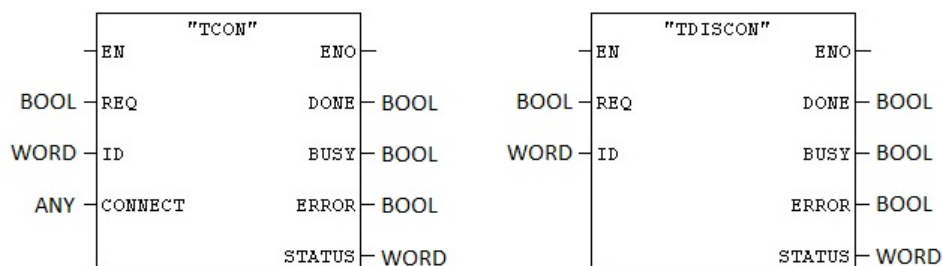 "TCON"
EN ENO
BOOL REQ DONE BOOL
WORD ID BUSY BOOL
ANY CONNECT ERROR BOOL
STATUS WORD
"TDISCON"
EN ENO
BOOL REQ DONE BOOL
WORD ID BUSY BOOL
ERROR BOOL
STATUS WORD